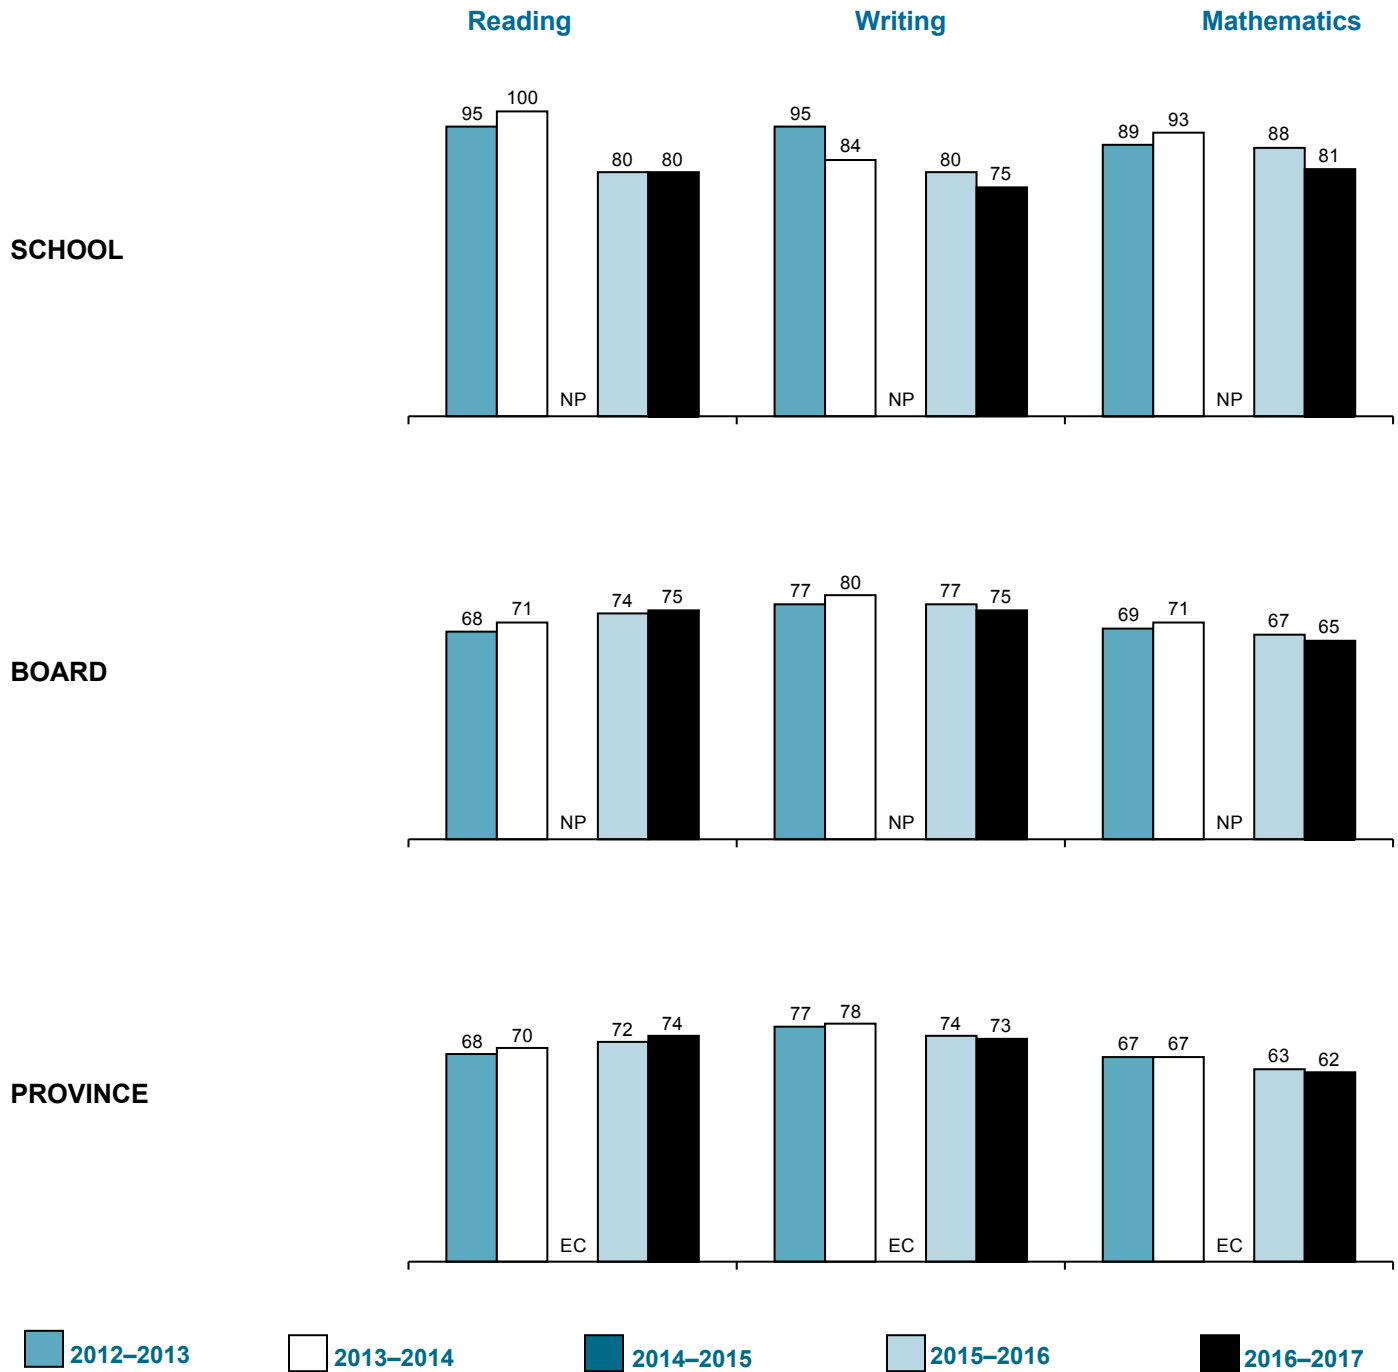 Reading Writing Mathematics
95 100 NP 80 80 95 84 NP 80 75 89 93 NP 88 81
SCHOOL
68 71 NP 74 75 77 80 NP 77 75 69 71 NP 67 65
BOARD
68 70 EC 72 74 77 78 EC 74 73 67 67 EC 63 62
PROVINCE
2012–2013 2013–2014 2014–2015 2015–2016 2016–2017